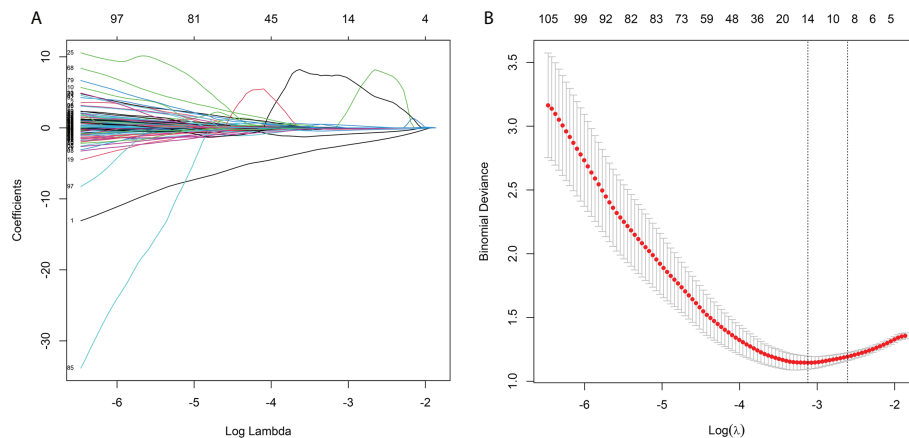 A
97 81 45 14 4
Coefficients
10
0
-10
-20
-30
25
68
79
19
97
1
85
-6 -5 -4 -3 -2
Log Lambda
B
105 99 92 82 83 73 59 48 36 20 14 10 8 6 5
Binomial Deviance
3.5
3.0
2.5
2.0
1.5
1.0
-6 -5 -4 -3 -2
Log(λ)